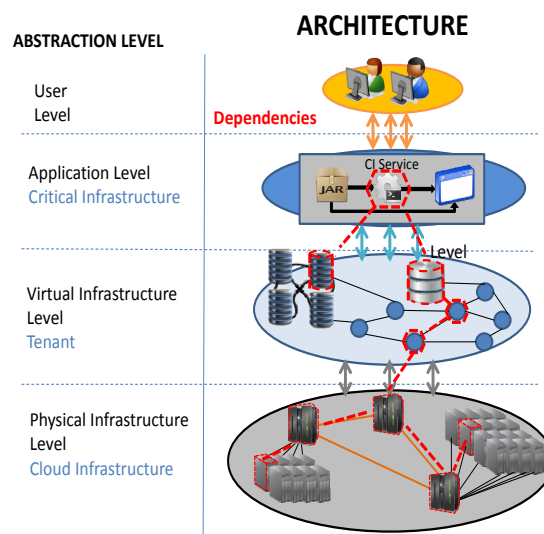 ARCHITECTURE
ABSTRACTION LEVEL
User
Level
Dependencies
Application Level
Critical Infrastructure
CI Service
JAR
Level
Virtual Infrastructure
Level
Tenant
Physical Infrastructure
Level
Cloud Infrastructure